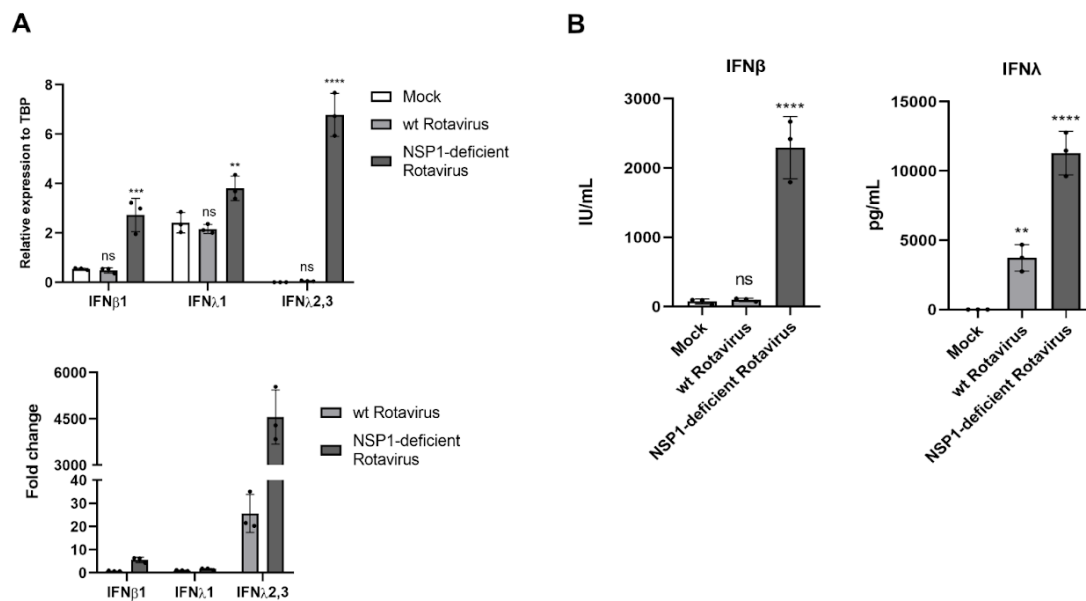 A
Relative expression to TBP
8
6
4
2
0
ns
***
ns
**
ns
****
IFNβ1
IFNλ1
IFNλ2,3
Mock
wt Rotavirus
NSP1-deficient
Rotavirus
Fold change
6000
4500
3000
40
30
20
10
0
IFNβ1
IFNλ1
IFNλ2,3
wt Rotavirus
NSP1-deficient
Rotavirus
B
IFNβ
IU/mL
3000
2000
1000
0
ns
****
Mock
wt Rotavirus
NSP1-deficient Rotavirus
IFNλ
pg/mL
15000
10000
5000
0
**
****
Mock
wt Rotavirus
NSP1-deficient Rotavirus